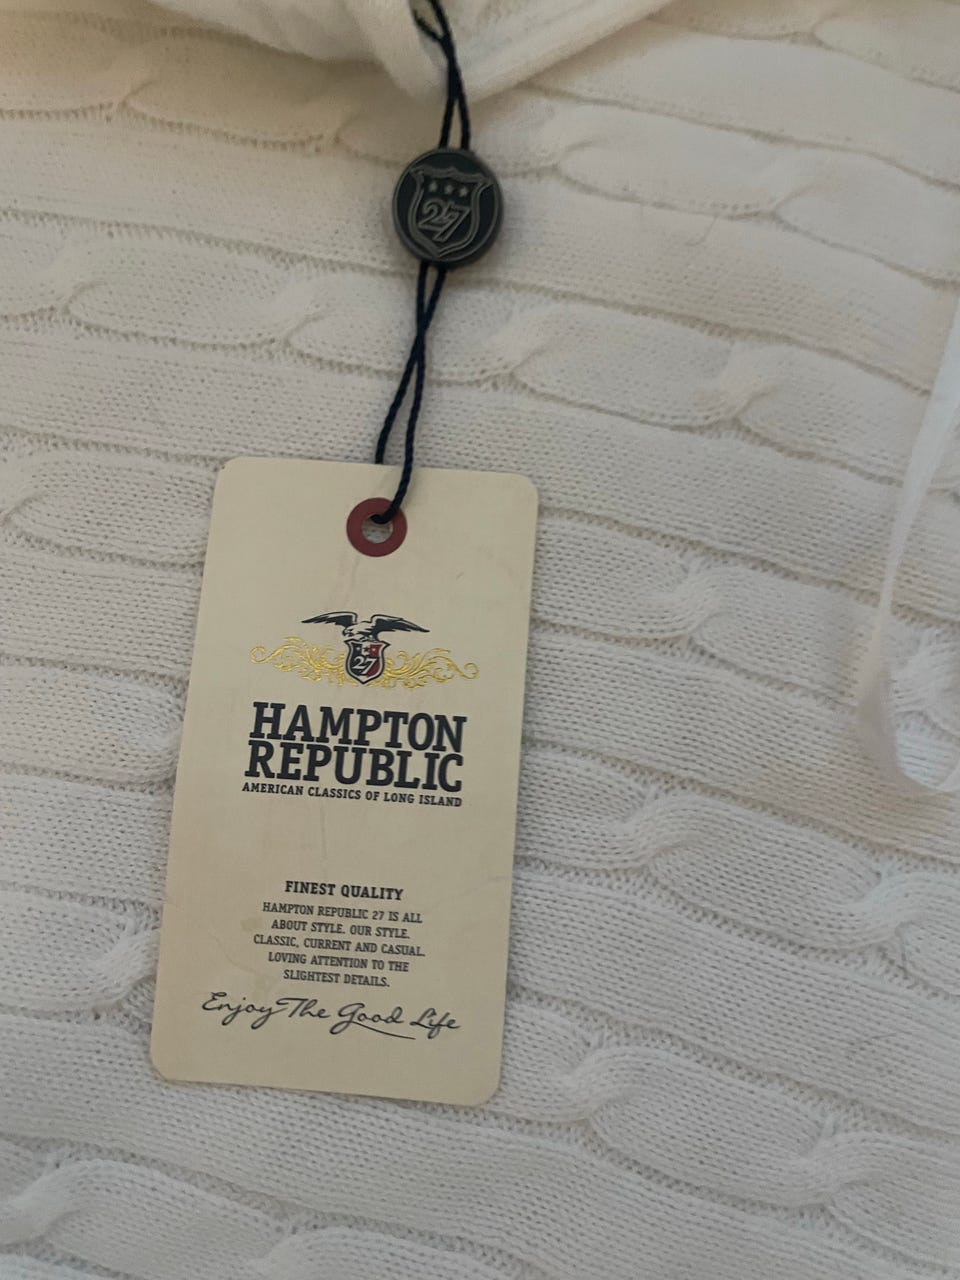 27
27
HAMPTON
REPUBLIC
AMERICAN CLASSICS OF LONG ISLAND
FINEST QUALITY
HAMPTON REPUBLIC 27 IS ALL
ABOUT STYLE. OUR STYLE.
CLASSIC, CURRENT AND CASUAL.
LOVING ATTENTION TO THE
SLIGHTEST DETAILS.
Enjoy The Good Life